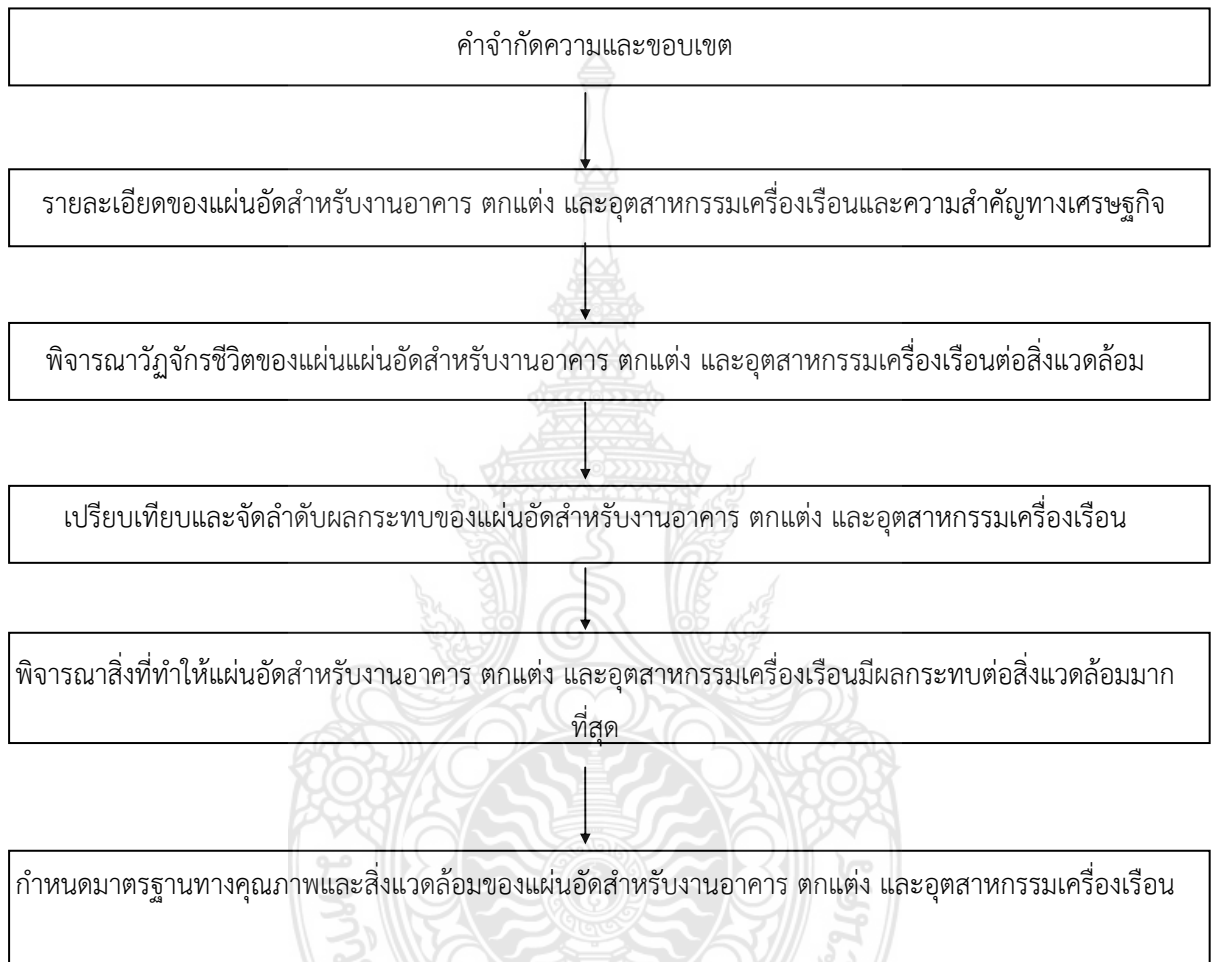 คำจำกัดความและขอบเขต
รายละเอียดของแผ่นอัดสำหรับงานอาคาร ตกแต่ง และอุตสาหกรรมเครื่องเรือนและความสำคัญทางเศรษฐกิจ
พิจารณาวัฏจักรชีวิตของแผ่นแผ่นอัดสำหรับงานอาคาร ตกแต่ง และอุตสาหกรรมเครื่องเรือนต่อสิ่งแวดล้อม
เปรียบเทียบและจัดลำดับผลกระทบของแผ่นอัดสำหรับงานอาคาร ตกแต่ง และอุตสาหกรรมเครื่องเรือน
พิจารณาสิ่งที่ทำให้แผ่นอัดสำหรับงานอาคาร ตกแต่ง และอุตสาหกรรมเครื่องเรือนมีผลกระทบต่อสิ่งแวดล้อมมาก
ที่สุด
กำหนดมาตรฐานทางคุณภาพและสิ่งแวดล้อมของแผ่นอัดสำหรับงานอาคาร ตกแต่ง และอุตสาหกรรมเครื่องเรือน